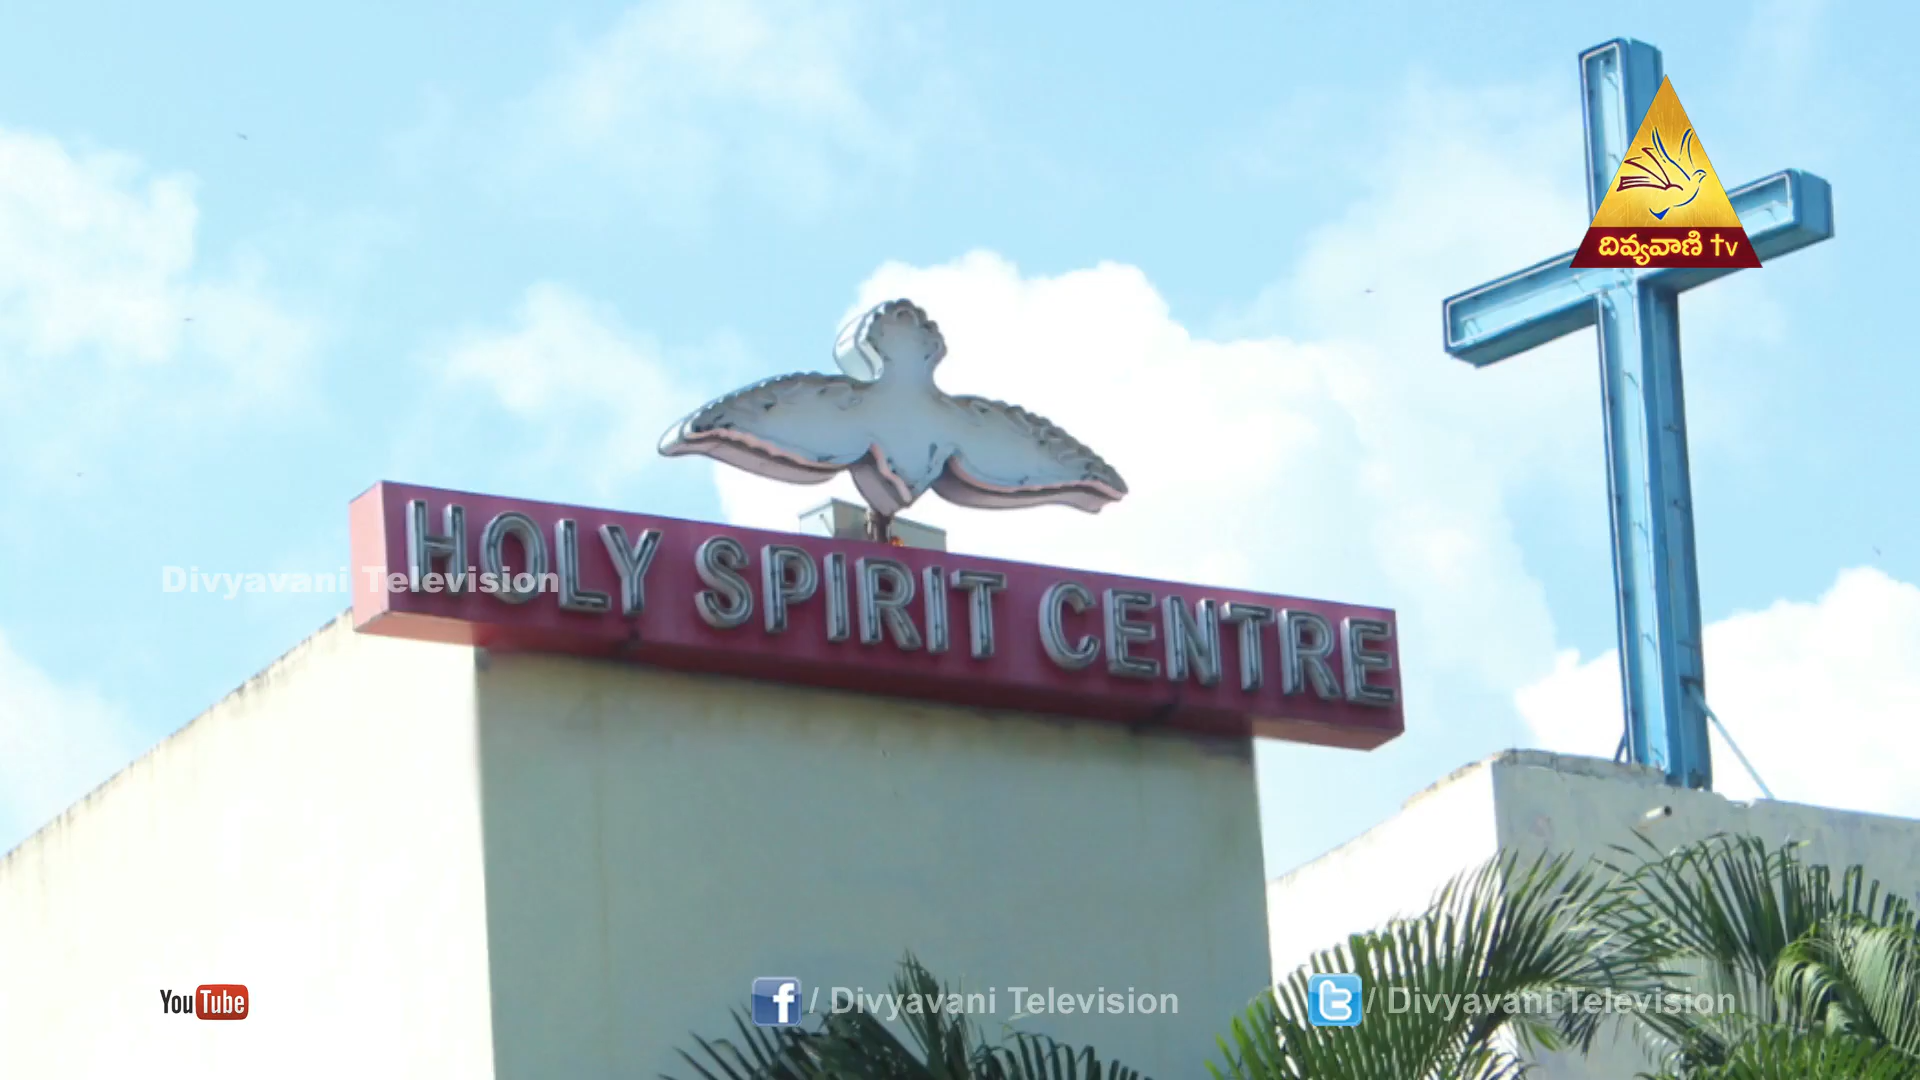 దివ్యవాణి tv
HOLY SPIRIT CENTRE
Divyavani Television
YouTube
f / Divyavani Television
t / Divyavani Television